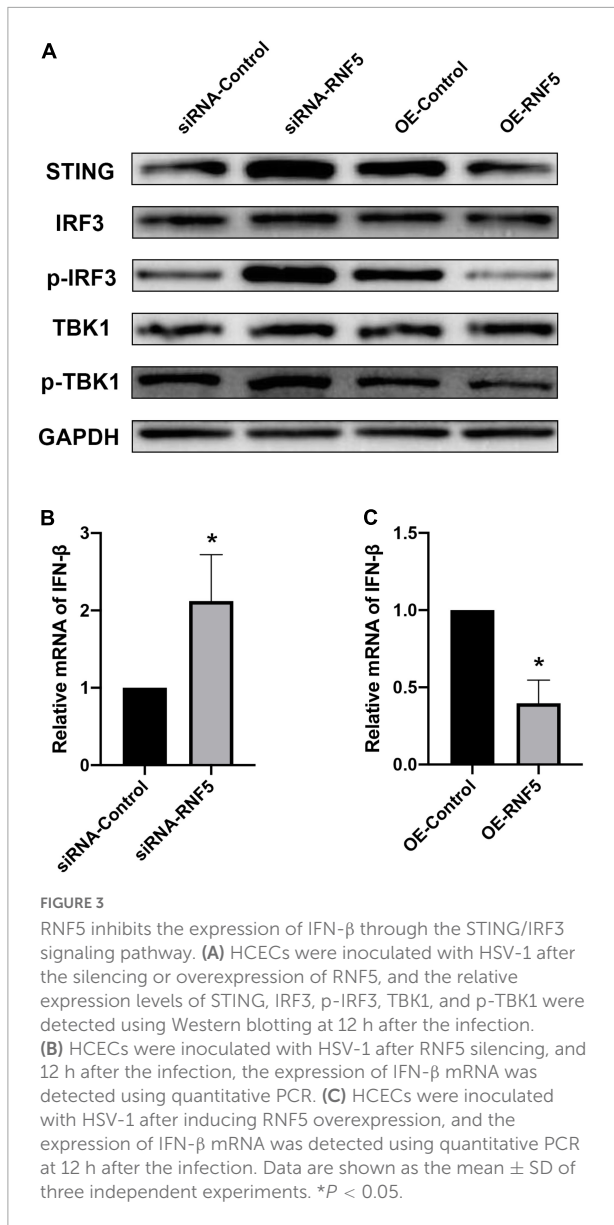 A
siRNA-Control
siRNA-RNF5
OE-Control
OE-RNF5
STING
IRF3
p-IRF3
TBK1
p-TBK1
GAPDH
B
Relative mRNA of IFN-β
3
2
1
0
*
siRNA-Control
siRNA-RNF5
C
Relative mRNA of IFN-β
1.5
1.0
0.5
0.0
*
OE-Control
OE-RNF5
FIGURE 3
RNF5 inhibits the expression of IFN-β through the STING/IRF3
signaling pathway. (A) HCECs were inoculated with HSV-1 after
the silencing or overexpression of RNF5, and the relative
expression levels of STING, IRF3, p-IRF3, TBK1, and p-TBK1 were
detected using Western blotting at 12 h after the infection.
(B) HCECs were inoculated with HSV-1 after RNF5 silencing, and
12 h after the infection, the expression of IFN-β mRNA was
detected using quantitative PCR. (C) HCECs were inoculated
with HSV-1 after inducing RNF5 overexpression, and the
expression of IFN-β mRNA was detected using quantitative PCR
at 12 h after the infection. Data are shown as the mean ± SD of
three independent experiments. *P < 0.05.